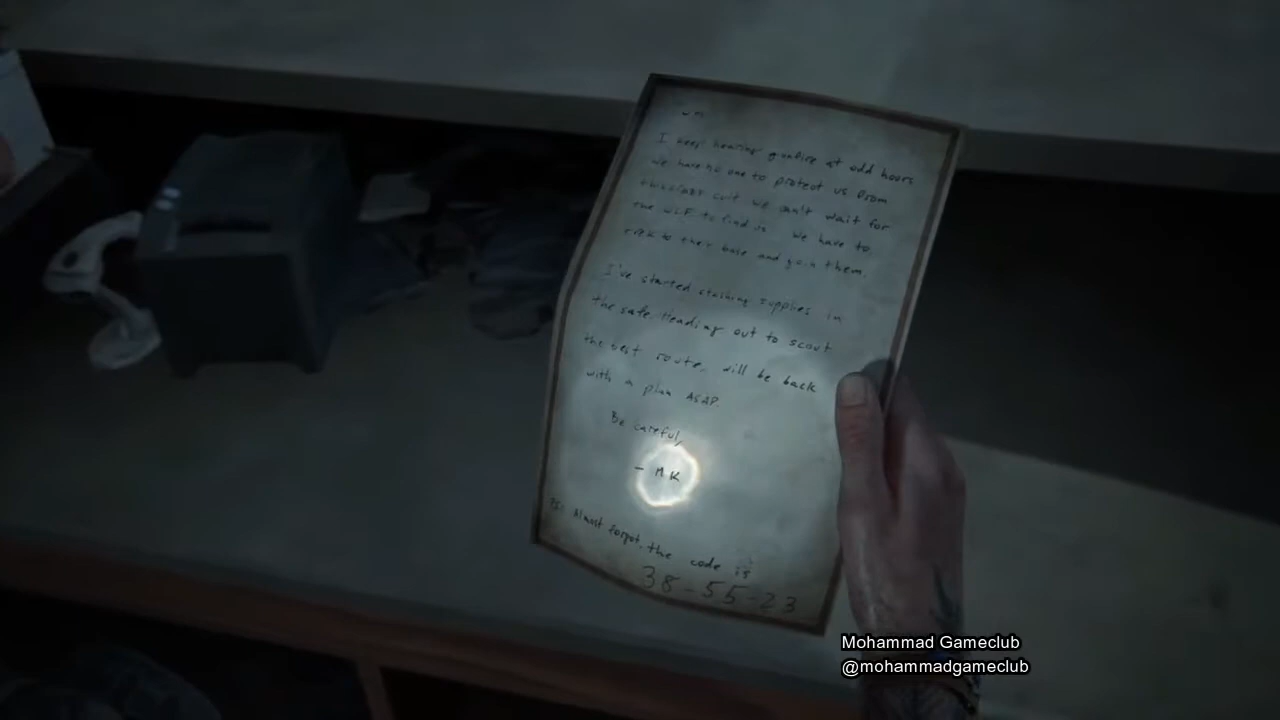 JM
I keep hearing gunfire at odd hours
we have no one to protect us from
this crazy cult we can't wait for
the WLF to find us we have to
trek to their base and join them.
I've started stashing supplies in
the safe. Heading out to scout
the best route, will be back
with a plan ASAP.
Be careful,
- MK
PS: Almost forgot, the code is
38-55-23
Mohammad Gameclub
@mohammadgameclub